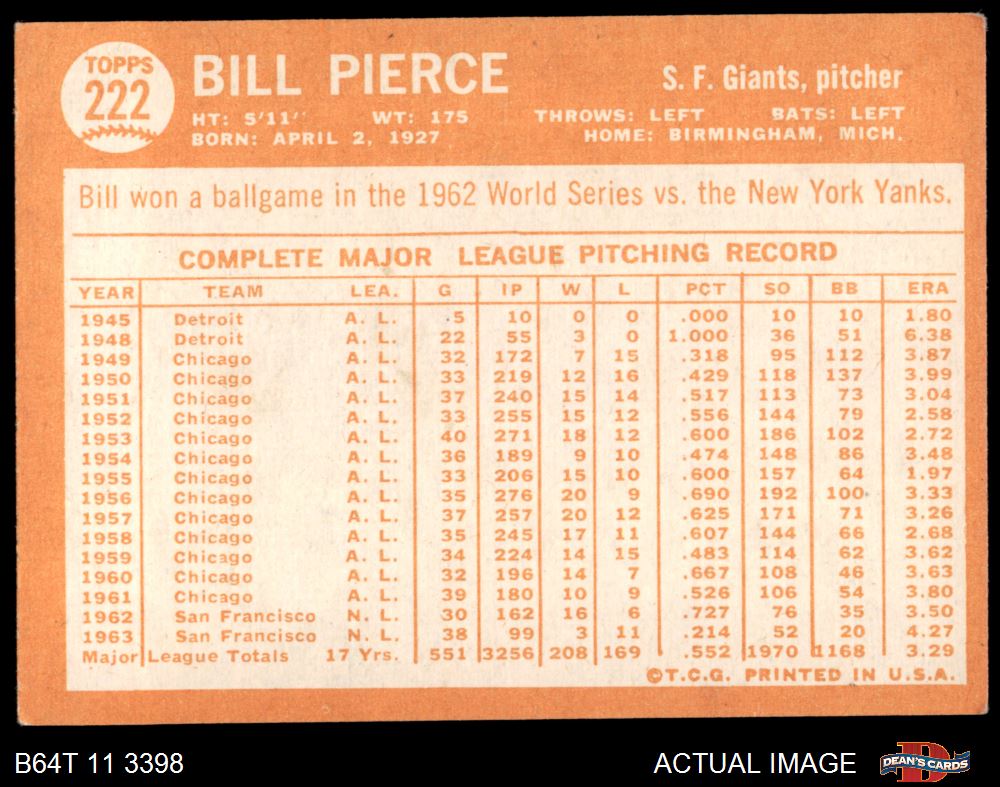 TOPPS
222
BILL PIERCE
S. F. Giants, pitcher
HT: 5'11" WT: 175 THROWS: LEFT BATS: LEFT
BORN: APRIL 2, 1927 HOME: BIRMINGHAM, MICH.
Bill won a ballgame in the 1962 World Series vs. the New York Yanks.
COMPLETE MAJOR LEAGUE PITCHING RECORD
YEAR TEAM LEA. G IP W L PCT SO BB ERA
1945 Detroit A. L. 5 10 0 0 .000 10 10 1.80
1948 Detroit A. L. 22 55 3 0 1.000 36 51 6.38
1949 Chicago A. L. 32 172 7 15 .318 95 112 3.87
1950 Chicago A. L. 33 219 12 16 .429 118 137 3.99
1951 Chicago A. L. 37 240 15 14 .517 113 73 3.04
1952 Chicago A. L. 33 255 15 12 .556 144 79 2.58
1953 Chicago A. L. 40 271 18 12 .600 186 102 2.72
1954 Chicago A. L. 36 189 9 10 .474 148 86 3.48
1955 Chicago A. L. 33 206 15 10 .600 157 64 1.97
1956 Chicago A. L. 35 276 20 9 .690 192 100 3.33
1957 Chicago A. L. 37 257 20 12 .625 171 71 3.26
1958 Chicago A. L. 35 245 17 11 .607 144 66 2.68
1959 Chicago A. L. 34 224 14 15 .483 114 62 3.62
1960 Chicago A. L. 32 196 14 7 .667 108 46 3.63
1961 Chicago A. L. 39 180 10 9 .526 106 54 3.80
1962 San Francisco N. L. 30 162 16 6 .727 76 35 3.50
1963 San Francisco N. L. 38 99 3 11 .214 52 20 4.27
Major League Totals 17 Yrs. 551 3256 208 169 .552 1970 1168 3.29
©T.C.G. PRINTED IN U.S.A.
B64T 11 3398 ACTUAL IMAGE
DEAN'S CARDS